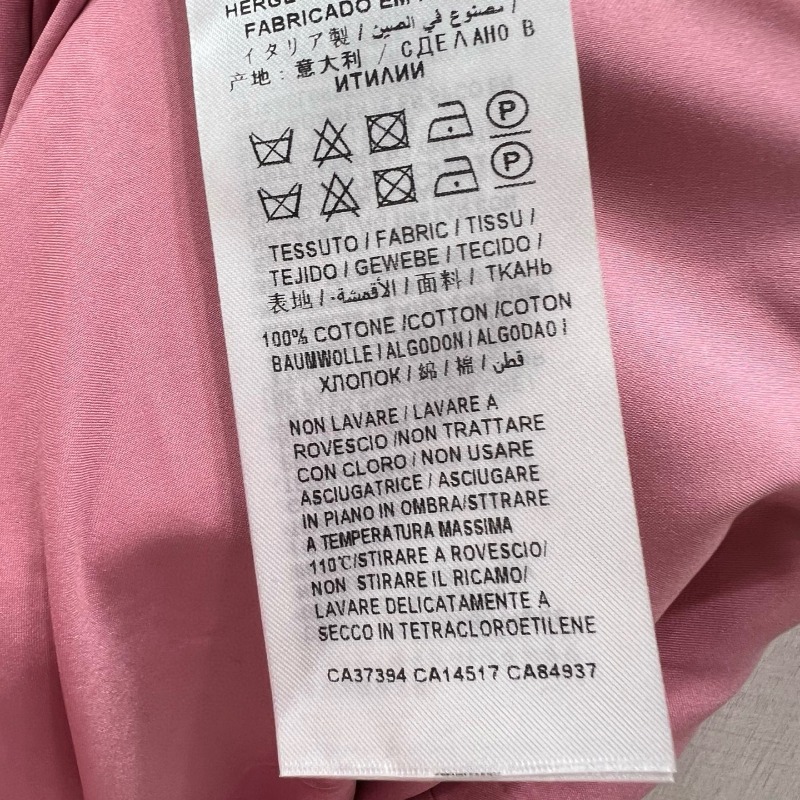 FABRICADO EM
イタリア製 / مصنوع في الصين /
产地：意大利 / СДЕЛАНО В
ИТИЛИИ
P
P
TESSUTO / FABRIC / TISSU /
TEJIDO / GEWEBE / TECIDO /
表地 / الأقمشة- / 面料 / ТКАНЬ
100% COTONE /COTTON /COTON
BAUMWOLLE / ALGODON / ALGODAO /
ХЛОПОК / 綿 / 棉 / قطن
NON LAVARE / LAVARE A
ROVESCIO /NON TRATTARE
CON CLORO / NON USARE
ASCIUGATRICE / ASCIUGARE
IN PIANO IN OMBRA/STTRARE
A TEMPERATURA MASSIMA
110℃/STIRARE A ROVESCIO/
NON STIRARE IL RICAMO/
LAVARE DELICATAMENTE A
SECCO IN TETRACLOROETILENE
CA37394 CA14517 CA84937